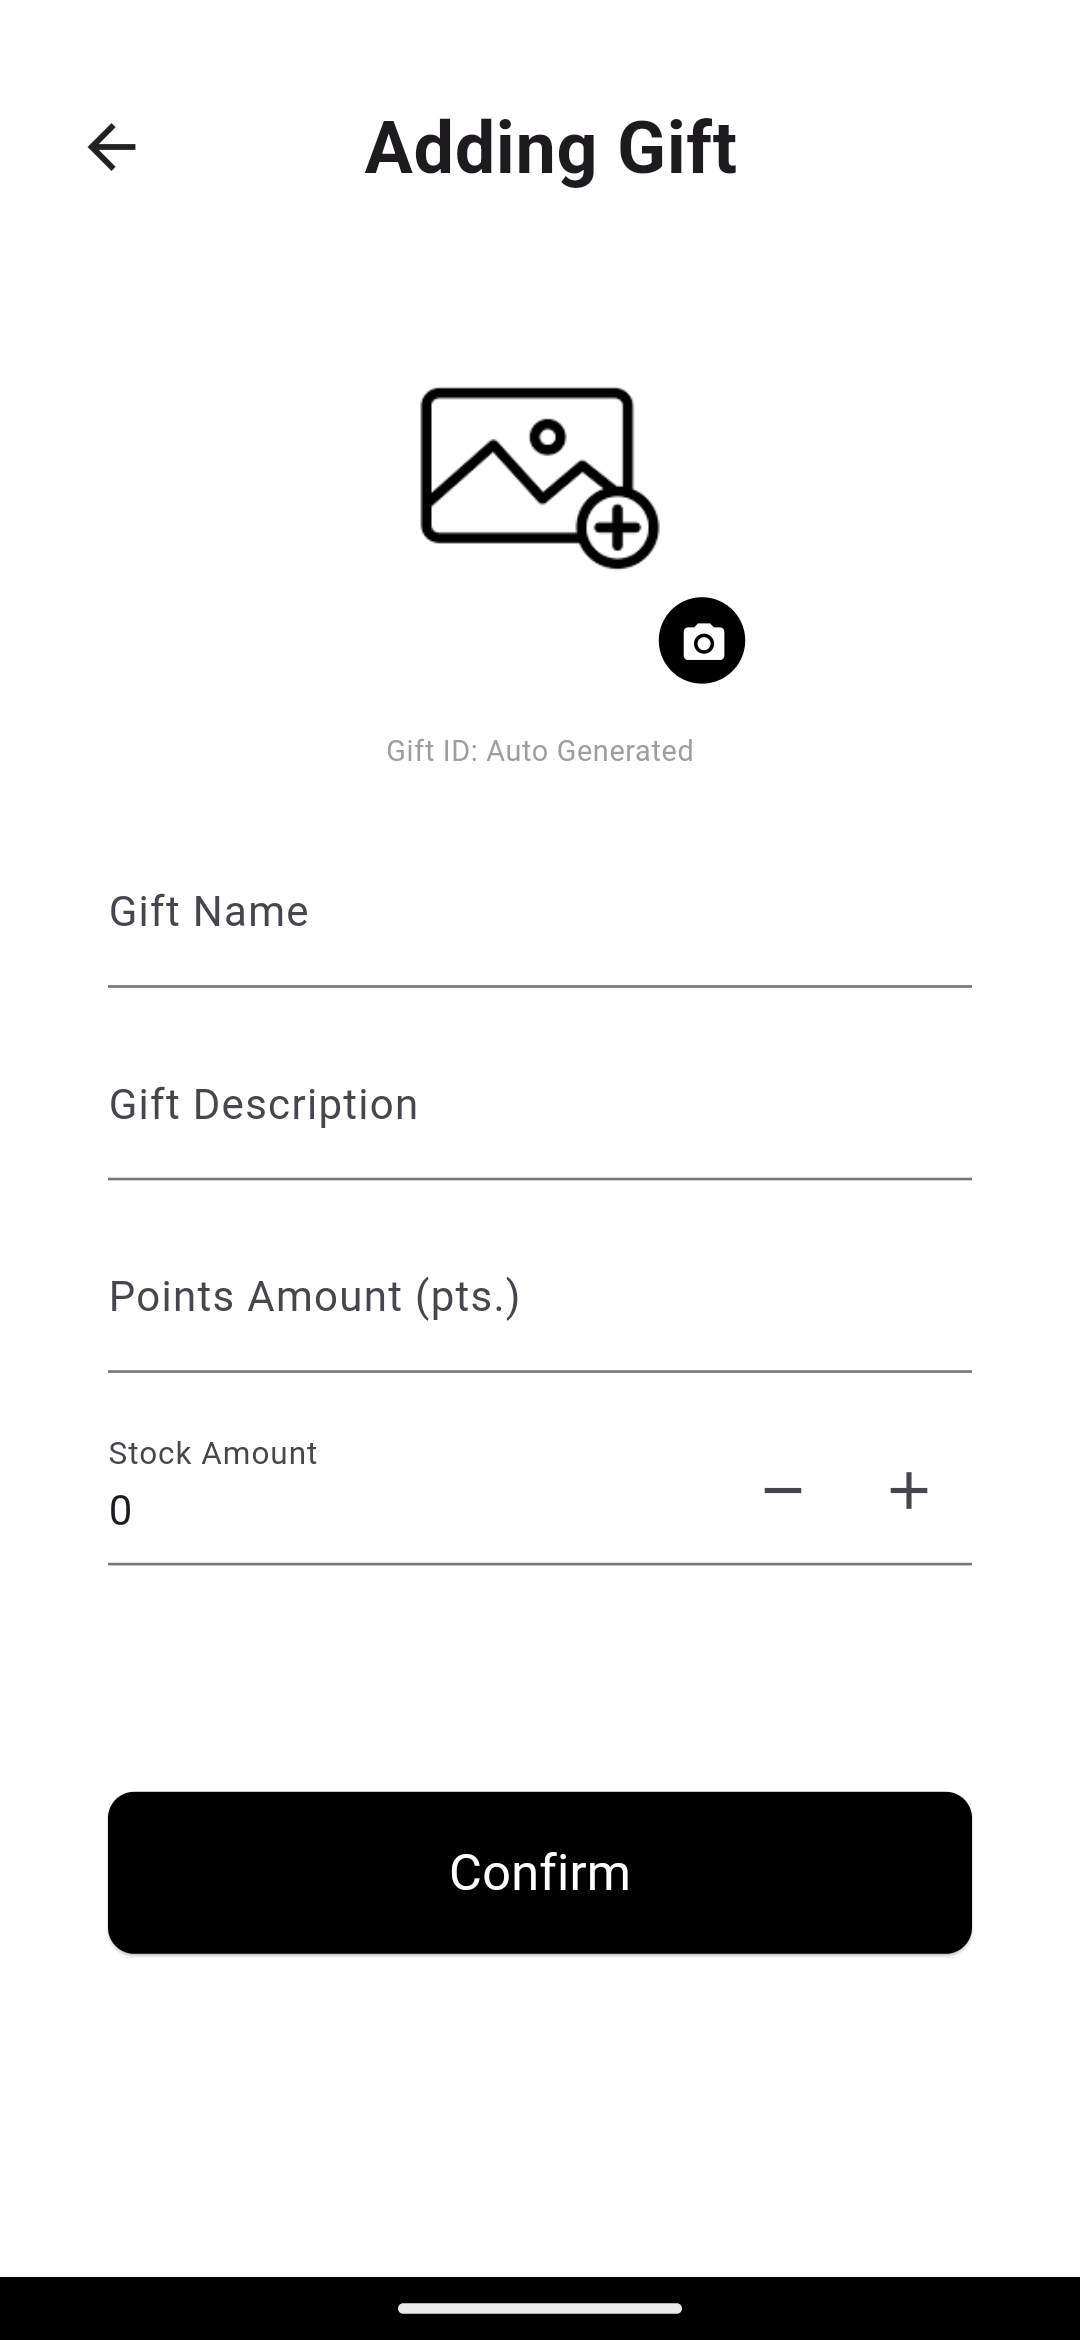 Adding Gift
Gift ID: Auto Generated
Gift Name
Gift Description
Points Amount (pts.)
Stock Amount
0
Confirm